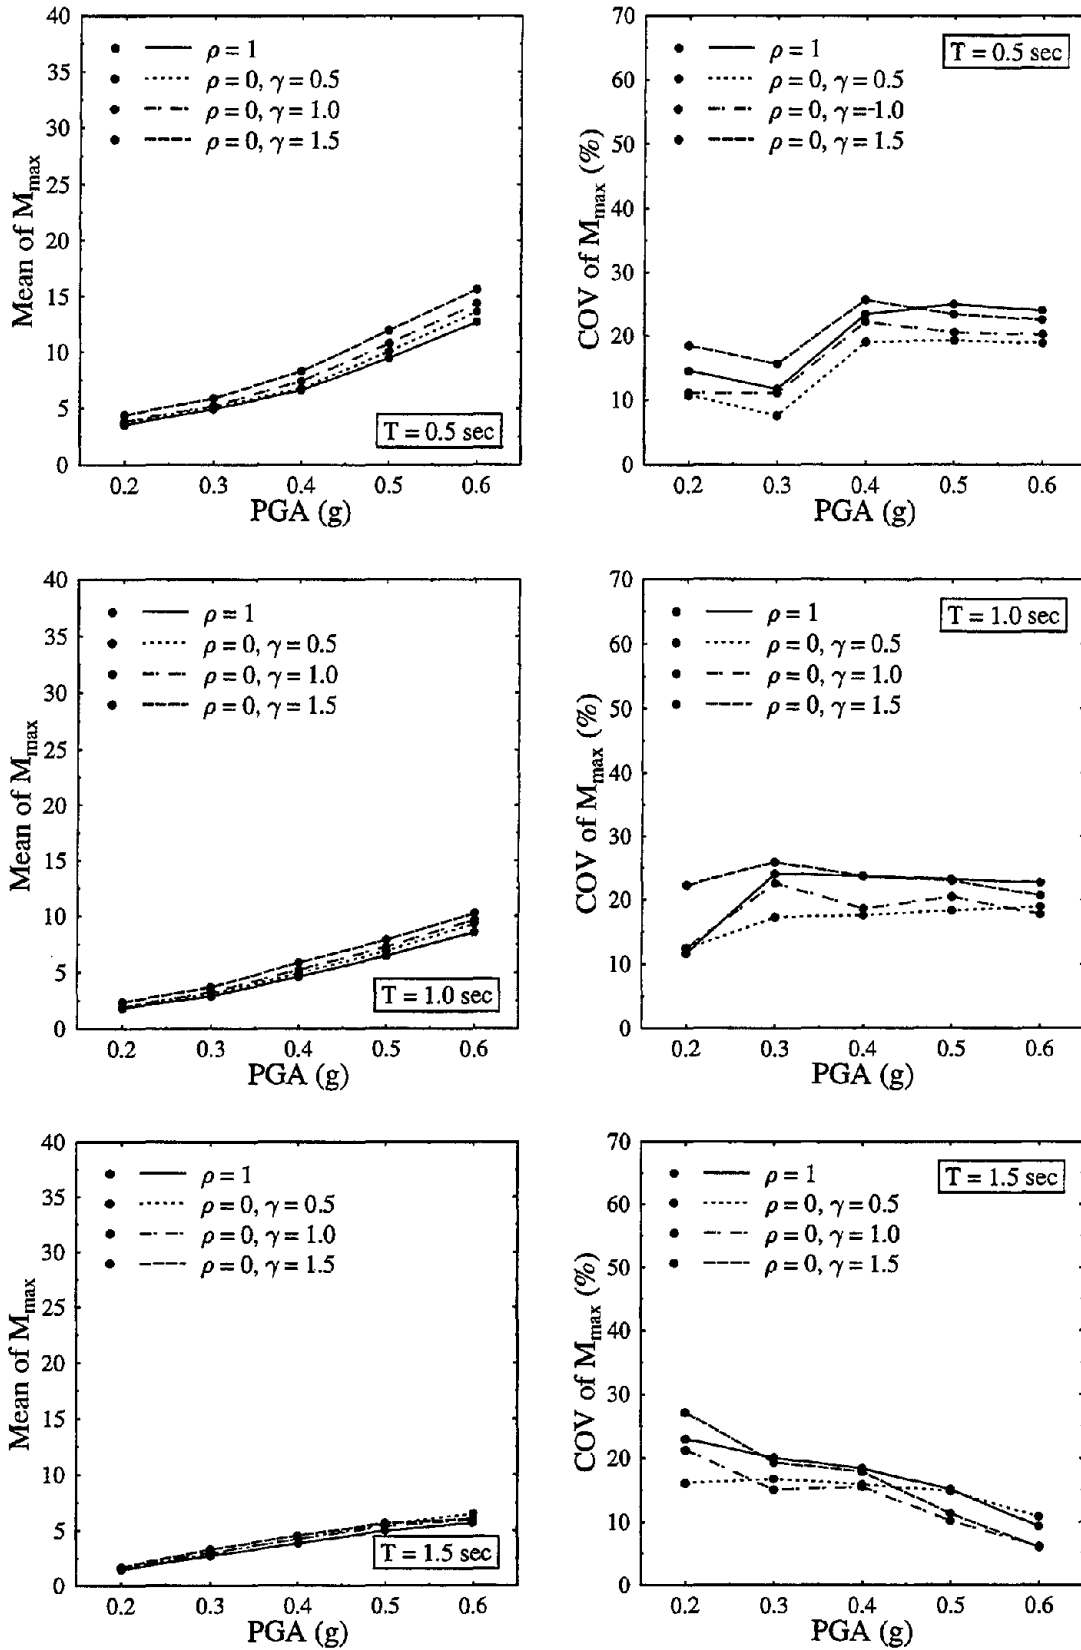 40
35
30
25
20
15
10
5
0
Mean of M_max
ρ = 1
ρ = 0, γ = 0.5
ρ = 0, γ = 1.0
ρ = 0, γ = 1.5
T = 0.5 sec
0.2 0.3 0.4 0.5 0.6
PGA (g)
70
60
50
40
30
20
10
0
COV of M_max (%)
T = 0.5 sec
ρ = 1
ρ = 0, γ = 0.5
ρ = 0, γ = 1.0
ρ = 0, γ = 1.5
0.2 0.3 0.4 0.5 0.6
PGA (g)
40
35
30
25
20
15
10
5
0
Mean of M_max
ρ = 1
ρ = 0, γ = 0.5
ρ = 0, γ = 1.0
ρ = 0, γ = 1.5
T = 1.0 sec
0.2 0.3 0.4 0.5 0.6
PGA (g)
70
60
50
40
30
20
10
0
COV of M_max (%)
T = 1.0 sec
ρ = 1
ρ = 0, γ = 0.5
ρ = 0, γ = 1.0
ρ = 0, γ = 1.5
0.2 0.3 0.4 0.5 0.6
PGA (g)
40
35
30
25
20
15
10
5
0
Mean of M_max
ρ = 1
ρ = 0, γ = 0.5
ρ = 0, γ = 1.0
ρ = 0, γ = 1.5
T = 1.5 sec
0.2 0.3 0.4 0.5 0.6
PGA (g)
70
60
50
40
30
20
10
0
COV of M_max (%)
T = 1.5 sec
ρ = 1
ρ = 0, γ = 0.5
ρ = 0, γ = 1.0
ρ = 0, γ = 1.5
0.2 0.3 0.4 0.5 0.6
PGA (g)